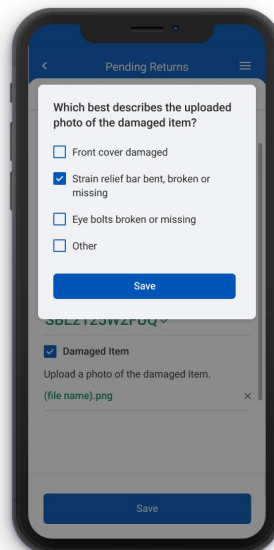 Pending Returns
Which best describes the uploaded
photo of the damaged item?
Front cover damaged
Strain relief bar bent, broken or
missing
Eye bolts broken or missing
Other
Save
Damaged Item
Upload a photo of the damaged item.
(file name).png
Save